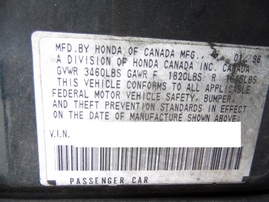 MFD. BY HONDA OF CANADA MFG.
A DIVISION OF HONDA CANADA INC. CANADA
GVWR 3460LBS GAWR F 1820LBS R
THIS VEHICLE CONFORMS TO ALL APPLICABLE
FEDERAL MOTOR VEHICLE SAFETY, BUMPER,
AND THEFT PREVENTION STANDARDS IN EFFECT
ON THE DATE OF MANUFACTURE SHOWN ABOVE.
V.I.N.
PASSENGER CAR